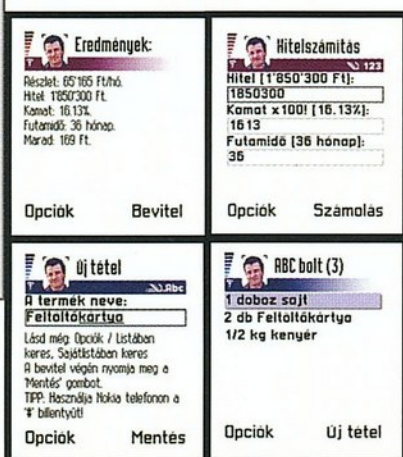 Eredmények:
Részlet: 65'165 Ft/hó.
Hitel: 1'850'300 Ft.
Kamat: 16.13%.
Futamidő: 36 hónap.
Marad: 169 Ft.
Opciók Bevitel
Hitelszámítás
123
Hitel [1'850'300 Ft]:
1850300
Kamat x100! [16.13%]:
1613
Futamidő [36 hónap]:
36
Opciók Számolás
Új tétel
Abc
A termék neve:
Feltöltőkártya
Lásd még: Opciók / Listában
keres, Sajátlistában keres
A bevitel végén nyomja meg a
'Mentés' gombot.
TIPP: Használja Nokia telefonon a
'#' billentyűt!
Opciók Mentés
ABC bolt (3)
1 doboz sajt
2 db Feltöltőkártya
1/2 kg kenyér
Opciók Új tétel